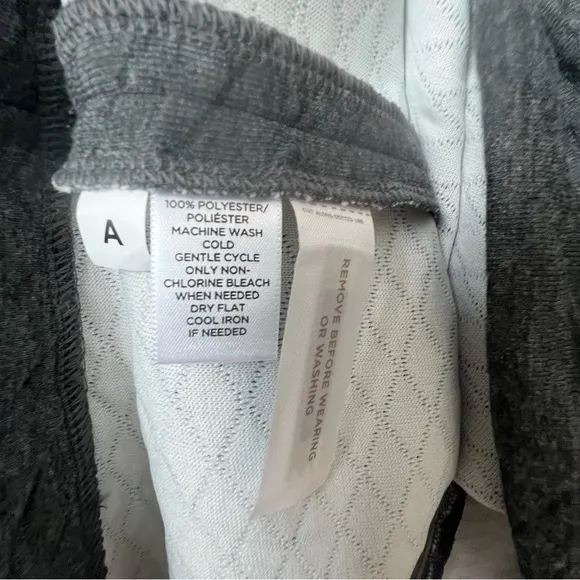 A
100% POLYESTER/
POLIÉSTER
MACHINE WASH
COLD
GENTLE CYCLE
ONLY NON-
CHLORINE BLEACH
WHEN NEEDED
DRY FLAT
COOL IRON
IF NEEDED
REMOVE BEFORE WEARING
OR WASHING